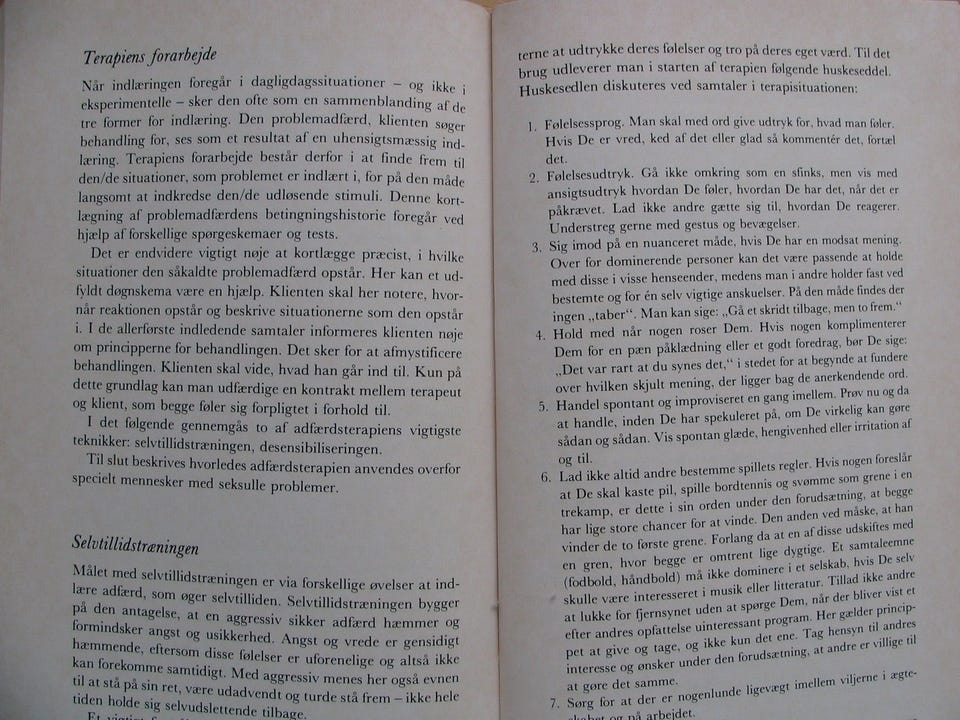 Terapiens forarbejde
Når indlæringen foregår i dagligdagssituationer – og ikke i
eksperimentelle – sker den ofte som en sammenblanding af de
tre former for indlæring. Den problemadfærd, klienten søger
behandling for, ses som et resultat af en uhensigtsmæssig ind-
læring. Terapiens forarbejde består derfor i at finde frem til
den/de situationer, som problemet er indlært i, for på den måde
langsomt at indkredse den/de udløsende stimuli. Denne kort-
lægning af problemadfærdens betingningshistorie foregår ved
hjælp af forskellige spørgeskemaer og tests.
Det er endvidere vigtigt nøje at kortlægge præcist, i hvilke
situationer den såkaldte problemadfærd opstår. Her kan et ud-
fyldt døgnskema være en hjælp. Klienten skal her notere, hvor-
når reaktionen opstår og beskrive situationerne som den opstår
i. I de allerførste indledende samtaler informeres klienten nøje
om principperne for behandlingen. Det sker for at afmystificere
behandlingen. Klienten skal vide, hvad han går ind til. Kun på
dette grundlag kan man udfærdige en kontrakt mellem terapeut
og klient, som begge føler sig forpligtet i forhold til.
I det følgende gennemgås to af adfærdsterapiens vigtigste
teknikker: selvtillidstræningen, desensibiliseringen.
Til slut beskrives hvorledes adfærdsterapien anvendes overfor
specielt mennesker med seksulle problemer.
Selvtillidstræningen
Målet med selvtillidstræningen er via forskellige øvelser at ind-
lære adfærd, som øger selvtilliden. Selvtillidstræningen bygger
på den antagelse, at en aggressiv sikker adfærd hæmmer og
formindsker angst og usikkerhed. Angst og vrede er gensidigt
hæmmende, eftersom disse følelser er uforenelige og altså ikke
kan forekomme samtidigt. Med aggressiv menes her også evnen
til at stå på sin ret, være udadvendt og turde stå frem – ikke hele
tiden holde sig selvudslettende tilbage.
Et vigtigt
terne at udtrykke deres følelser og tro på deres eget værd. Til det
brug udleverer man i starten af terapien følgende huskeseddel.
Huskesedlen diskuteres ved samtaler i terapisituationen:
1. Følelsessprog. Man skal med ord give udtryk for, hvad man føler.
Hvis De er vred, ked af det eller glad så kommentér det, fortæl
det.
2. Følelsesudtryk. Gå ikke omkring som en sfinks, men vis med
ansigtsudtryk hvordan De føler, hvordan De har det, når det er
påkrævet. Lad ikke andre gætte sig til, hvordan De reagerer.
Understreg gerne med gestus og bevægelser.
3. Sig imod på en nuanceret måde, hvis De har en modsat mening.
Over for dominerende personer kan det være passende at holde
med disse i visse henseender, medens man i andre holder fast ved
bestemte og for én selv vigtige anskuelser. På den måde findes der
ingen „taber“. Man kan sige: „Gå et skridt tilbage, men to frem.“
4. Hold med når nogen roser Dem. Hvis nogen komplimenterer
Dem for en pæn påklædning eller et godt foredrag, bør De sige:
„Det var rart at du synes det,“ i stedet for at begynde at fundere
over hvilken skjult mening, der ligger bag de anerkendende ord.
5. Handel spontant og improviseret en gang imellem. Prøv nu og da
at handle, inden De har spekuleret på, om De virkelig kan gøre
sådan og sådan. Vis spontan glæde, hengivenhed eller irritation af
og til.
6. Lad ikke altid andre bestemme spillets regler. Hvis nogen foreslår
at De skal kaste pil, spille bordtennis og svømme som grene i en
trekamp, er dette i sin orden under den forudsætning, at begge
har lige store chancer for at vinde. Den anden ved måske, at han
vinder de to første grene. Forlang da at en af disse udskiftes med
en gren, hvor begge er omtrent lige dygtige. Et samtaleemne
(fodbold, håndbold) må ikke dominere i et selskab, hvis De selv
skulle være interesseret i musik eller litteratur. Tillad ikke andre
at lukke for fjernsynet uden at spørge Dem, når der bliver vist et
efter andres opfattelse uinteressant program. Her gælder princip-
pet at give og tage, og ikke kun det ene. Tag hensyn til andres
interesse og ønsker under den forudsætning, at andre er villige til
at gøre det samme.
7. Sørg for at der er nogenlunde ligevægt imellem viljerne i ægte-
skabet og på arbejdet.